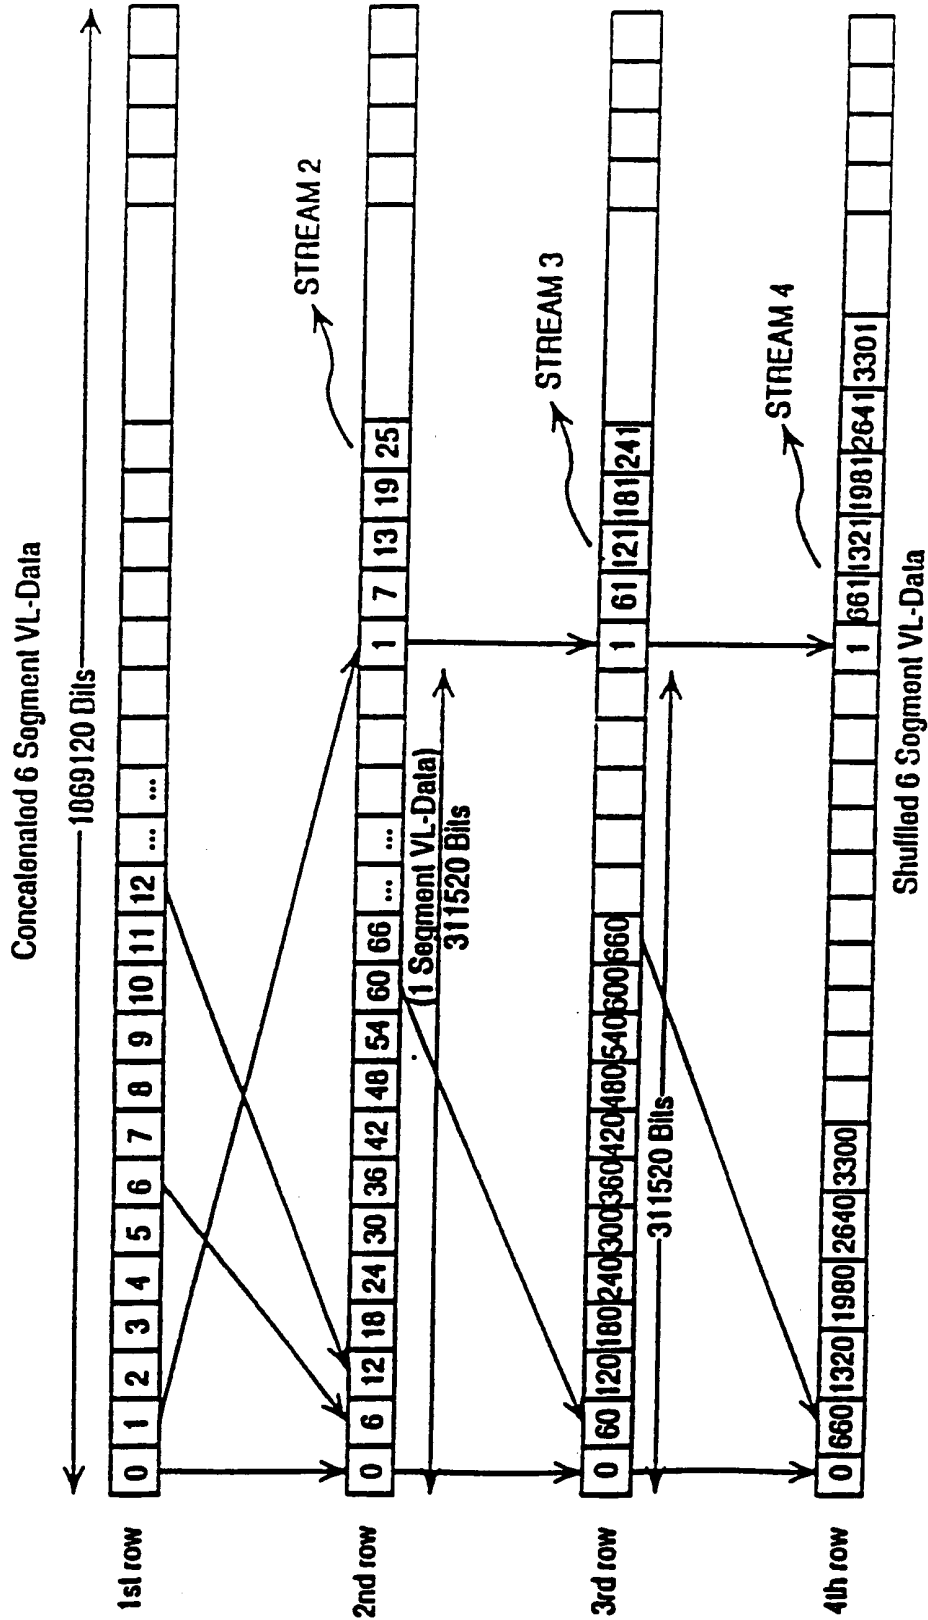 Concatenated 6 Segment VL-Data
1869120 Bits
1st row 0 1 2 3 4 5 6 7 8 9 10 11 12 ... ...
STREAM 2
2nd row 0 6 12 18 24 30 36 42 48 54 60 66 ... ... 1 7 13 19 25
(1 Segment VL-Data)
311520 Bits
STREAM 3
3rd row 0 60 120 180 240 300 360 420 480 540 600 660 1 61 121 181 241
311520 Bits
STREAM 4
4th row 0 660 1320 1980 2640 3300 1 661 1321 1981 2641 3301
Shuffled 6 Segment VL-Data